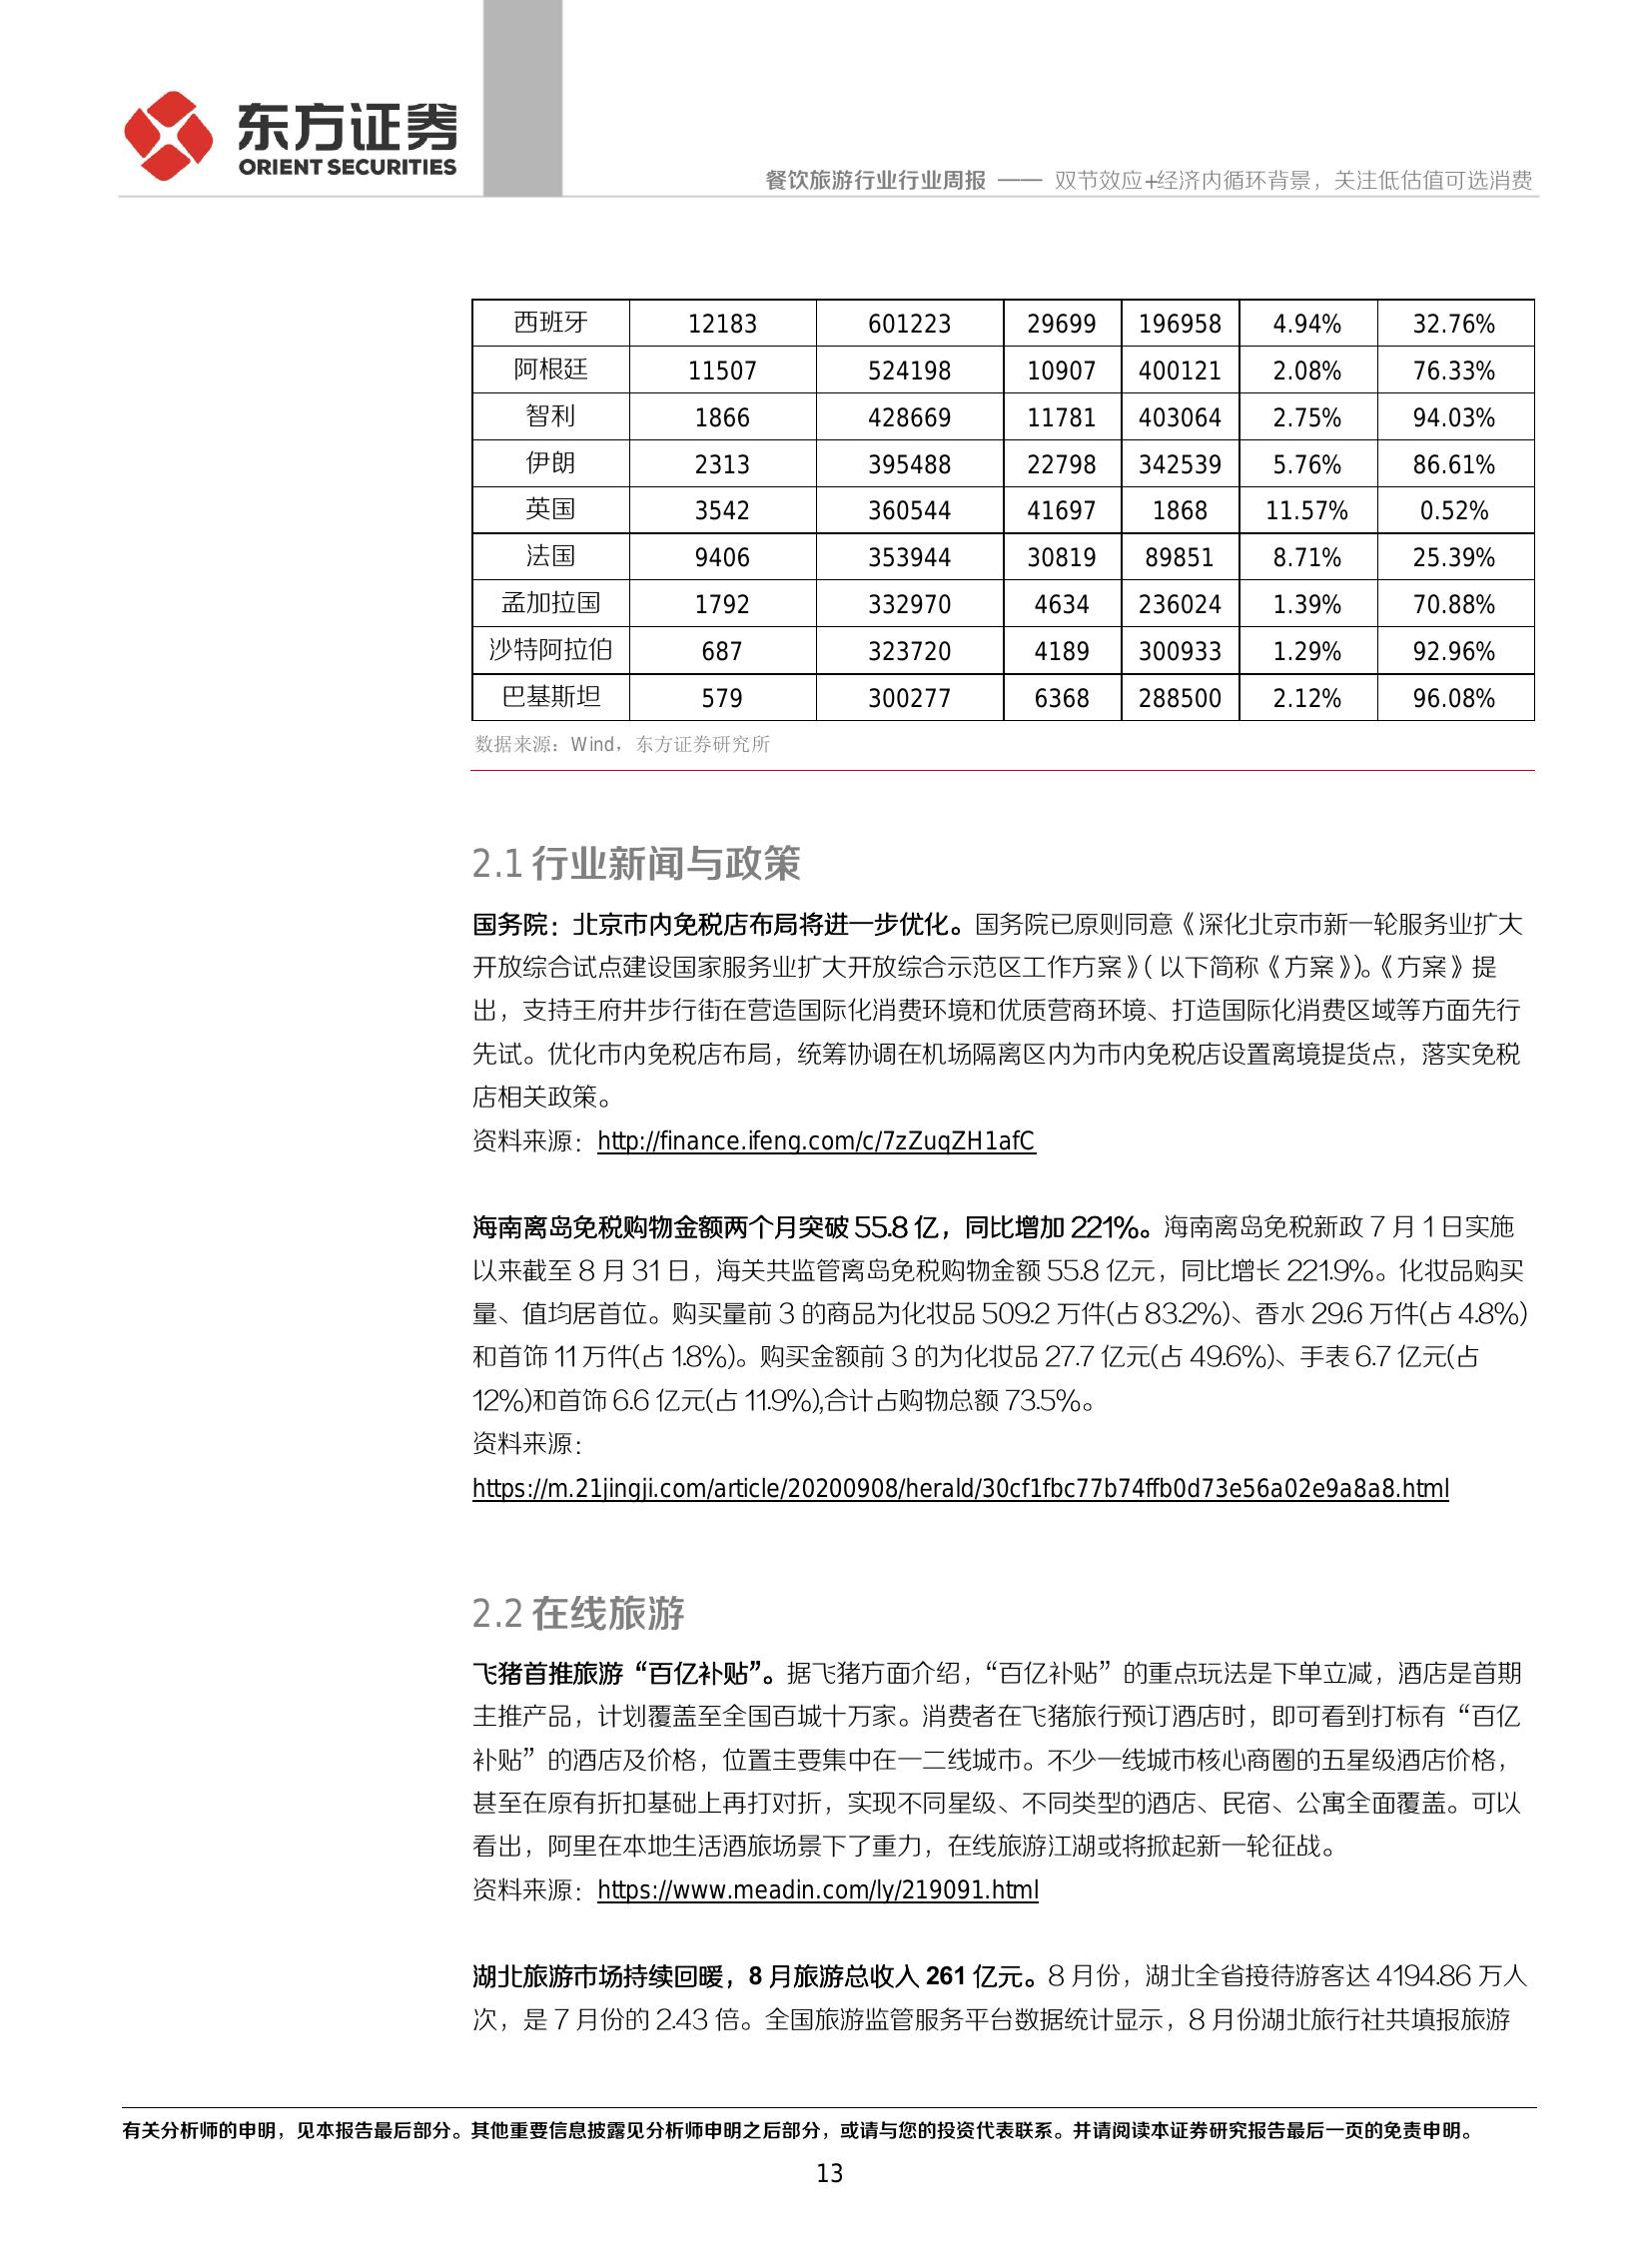 东方证券
ORIENT SECURITIES
餐饮旅游行业行业周报 —— 双节效应+经济内循环背景，关注低估值可选消费
西班牙 12183 601223 29699 196958 4.94% 32.76%
阿根廷 11507 524198 10907 400121 2.08% 76.33%
智利 1866 428669 11781 403064 2.75% 94.03%
伊朗 2313 395488 22798 342539 5.76% 86.61%
英国 3542 360544 41697 1868 11.57% 0.52%
法国 9406 353944 30819 89851 8.71% 25.39%
孟加拉国 1792 332970 4634 236024 1.39% 70.88%
沙特阿拉伯 687 323720 4189 300933 1.29% 92.96%
巴基斯坦 579 300277 6368 288500 2.12% 96.08%
数据来源：Wind，东方证券研究所
2.1 行业新闻与政策
国务院：北京市内免税店布局将进一步优化。国务院已原则同意《深化北京市新一轮服务业扩大
开放综合试点建设国家服务业扩大开放综合示范区工作方案》（以下简称《方案》）。《方案》提
出，支持王府井步行街在营造国际化消费环境和优质营商环境、打造国际化消费区域等方面先行
先试。优化市内免税店布局，统筹协调在机场隔离区内为市内免税店设置离境提货点，落实免税
店相关政策。
资料来源：http://finance.ifeng.com/c/7zZuqZH1afC
海南离岛免税购物金额两个月突破 55.8 亿，同比增加 221%。海南离岛免税新政 7 月 1 日实施
以来截至 8 月 31 日，海关共监管离岛免税购物金额 55.8 亿元，同比增长 221.9%。化妆品购买
量、值均居首位。购买量前 3 的商品为化妆品 509.2 万件(占 83.2%)、香水 29.6 万件(占 4.8%)
和首饰 11 万件(占 1.8%)。购买金额前 3 的为化妆品 27.7 亿元(占 49.6%)、手表 6.7 亿元(占
12%)和首饰 6.6 亿元(占 11.9%),合计占购物总额 73.5%。
资料来源：
https://m.21jingji.com/article/20200908/herald/30cf1fbc77b74ffb0d73e56a02e9a8a8.html
2.2 在线旅游
飞猪首推旅游“百亿补贴”。据飞猪方面介绍，“百亿补贴”的重点玩法是下单立减，酒店是首期
主推产品，计划覆盖至全国百城十万家。消费者在飞猪旅行预订酒店时，即可看到打标有“百亿
补贴”的酒店及价格，位置主要集中在一二线城市。不少一线城市核心商圈的五星级酒店价格，
甚至在原有折扣基础上再打对折，实现不同星级、不同类型的酒店、民宿、公寓全面覆盖。可以
看出，阿里在本地生活酒旅场景下了重力，在线旅游江湖或将掀起新一轮征战。
资料来源：https://www.meadin.com/ly/219091.html
湖北旅游市场持续回暖，8 月旅游总收入 261 亿元。8 月份，湖北全省接待游客达 4194.86 万人
次，是 7 月份的 2.43 倍。全国旅游监管服务平台数据统计显示，8 月份湖北旅行社共填报旅游
有关分析师的申明，见本报告最后部分。其他重要信息披露见分析师申明之后部分，或请与您的投资代表联系。并请阅读本证券研究报告最后一页的免责申明。
13